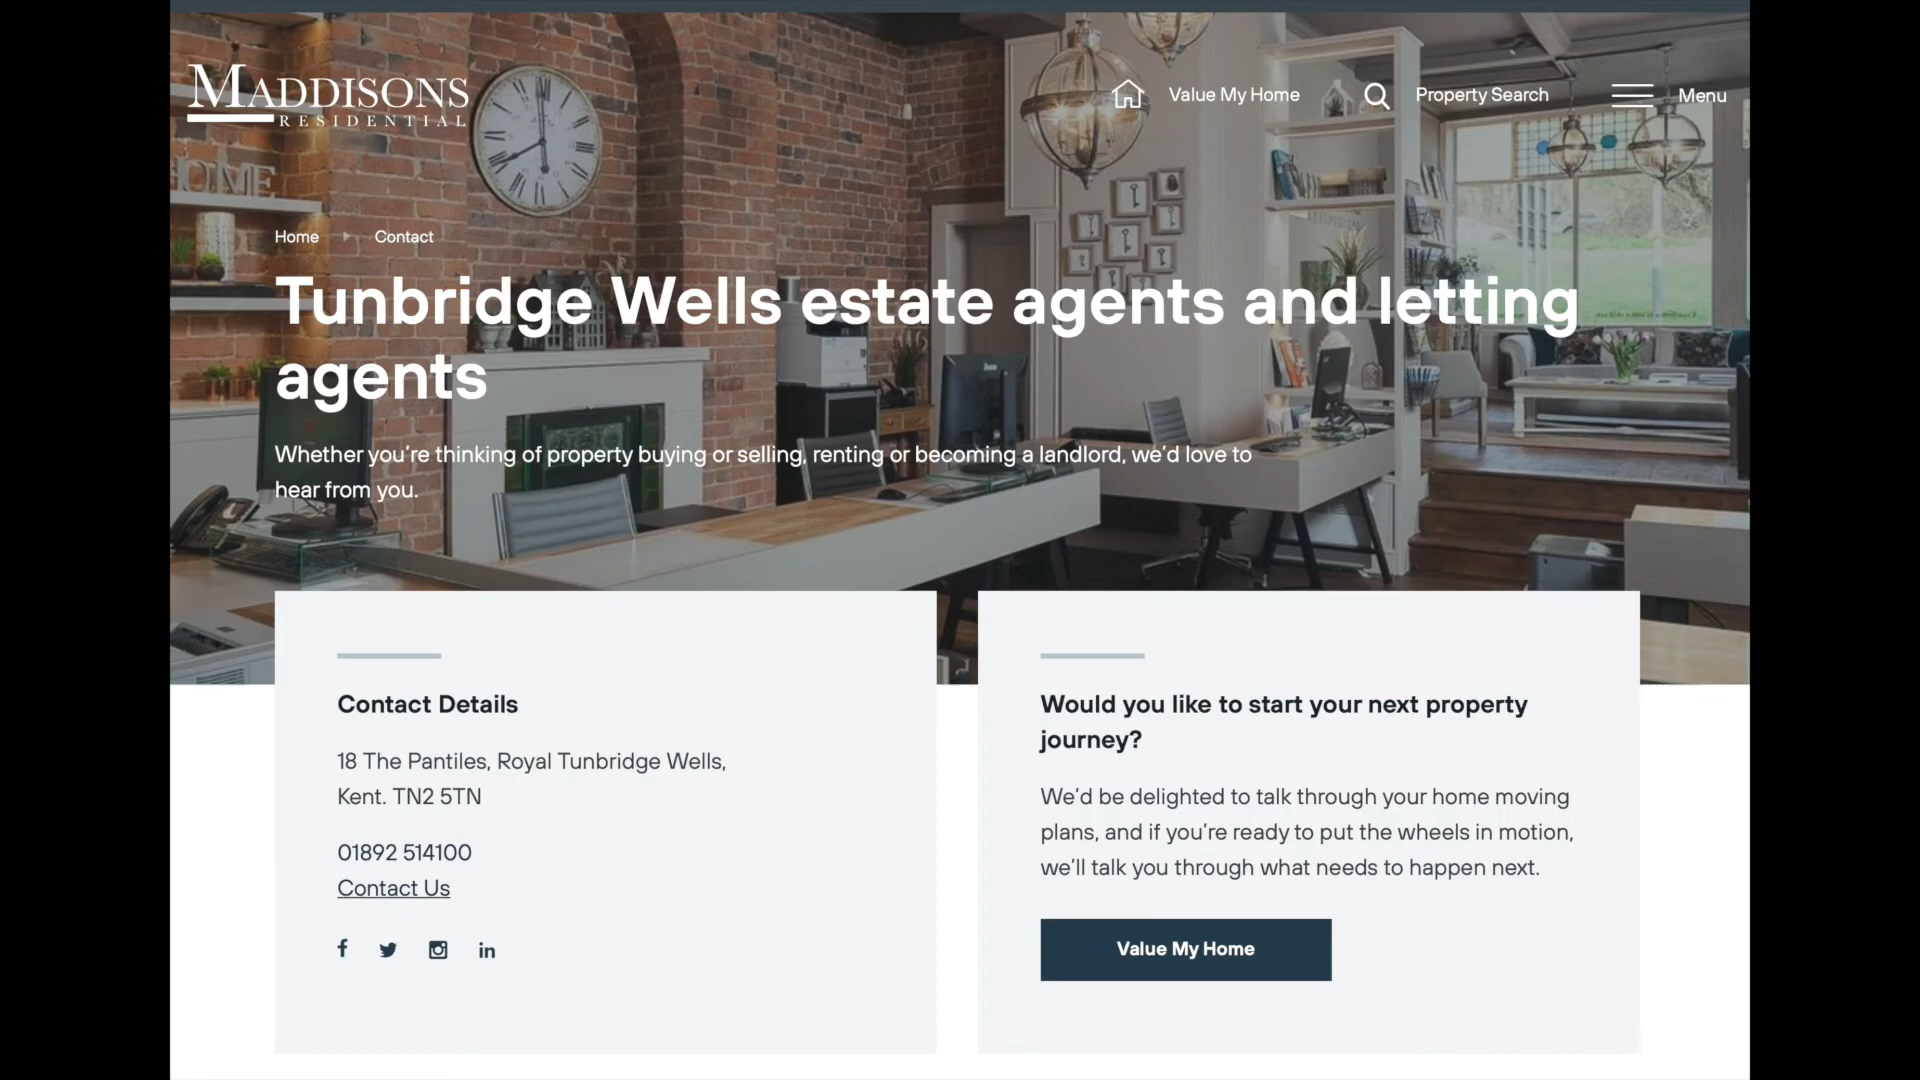 MADDISONS
RESIDENTIAL
Value My Home
Property Search
Menu
HOME
Home
Contact
Tunbridge Wells estate agents and letting
agents
Whether you're thinking of property buying or selling, renting or becoming a landlord, we'd love to
hear from you.
Contact Details
18 The Pantiles, Royal Tunbridge Wells,
Kent. TN2 5TN
01892 514100
Contact Us
Would you like to start your next property
journey?
We'd be delighted to talk through your home moving
plans, and if you're ready to put the wheels in motion,
we'll talk you through what needs to happen next.
Value My Home